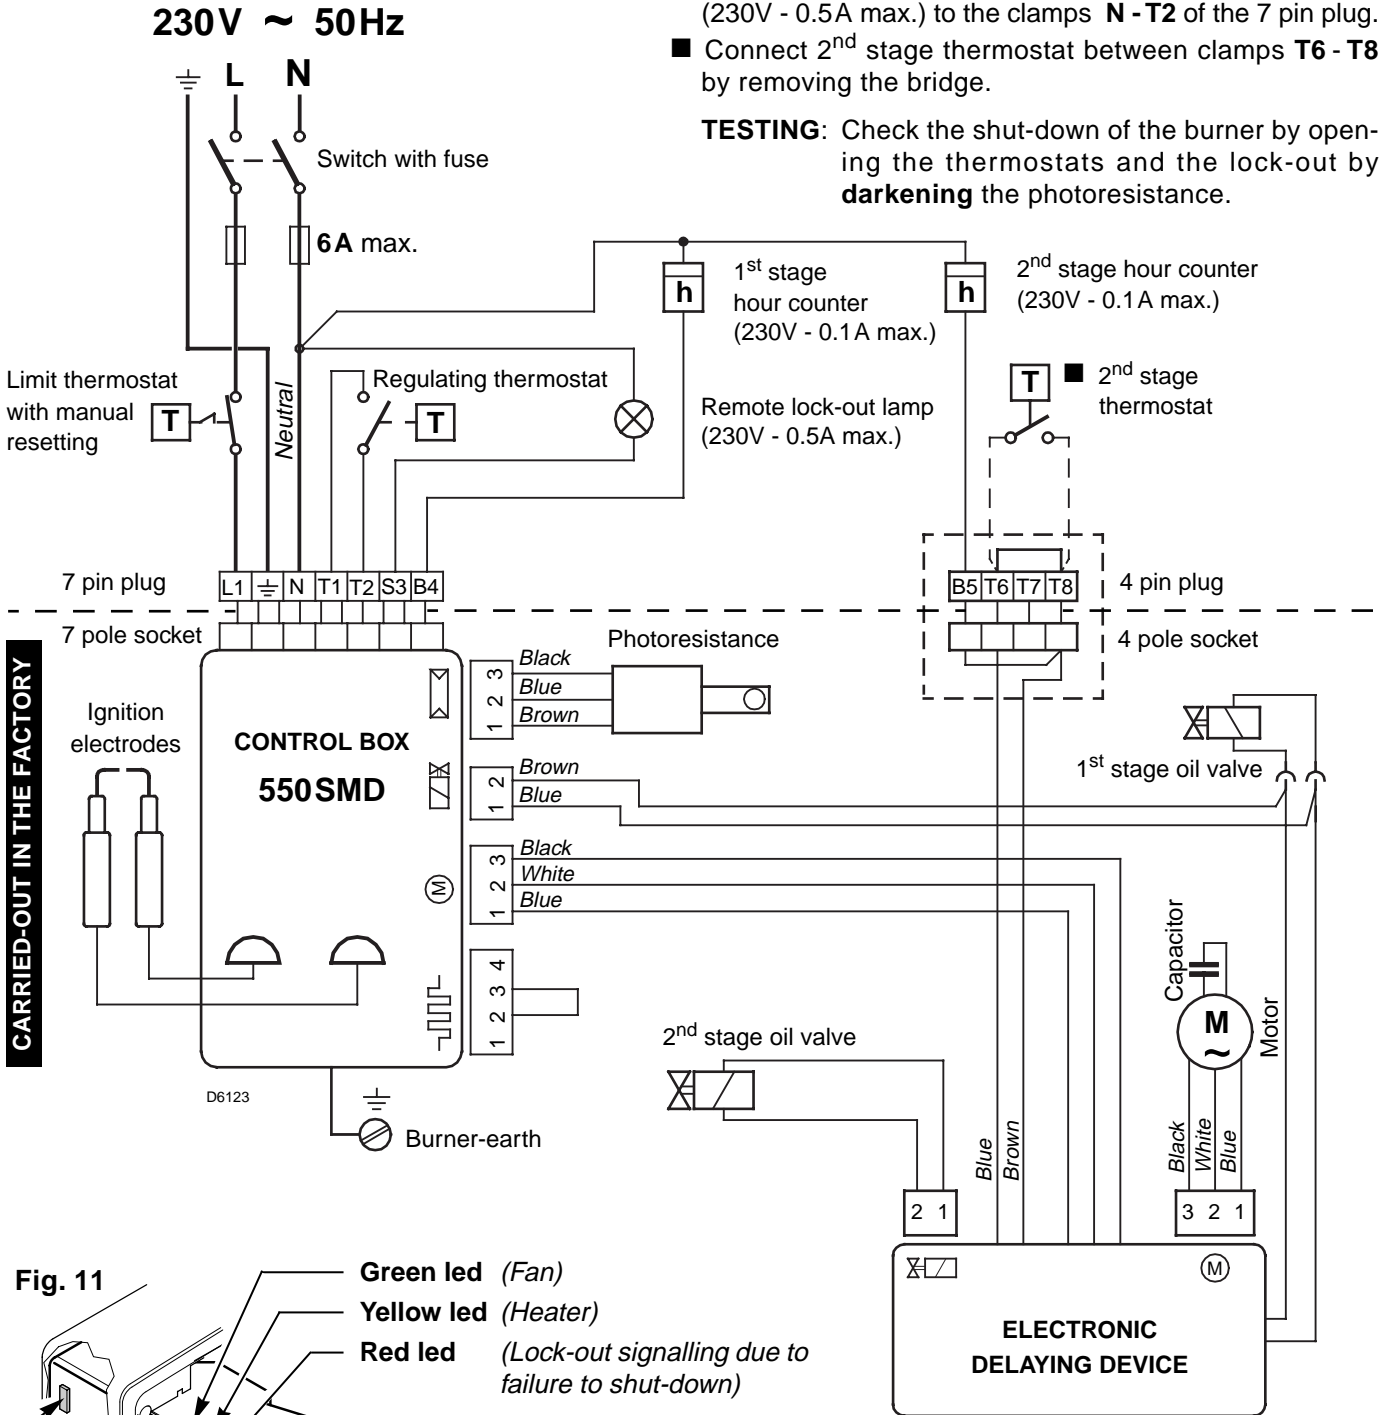 230V ~ 50Hz
(230V - 0.5A max.) to the clamps N - T2 of the 7 pin plug.
■ Connect 2nd stage thermostat between clamps T6 - T8
by removing the bridge.
TESTING: Check the shut-down of the burner by open-
ing the thermostats and the lock-out by
darkening the photoresistance.
L N
Switch with fuse
6A max.
h
1st stage
hour counter
(230V - 0.1A max.)
h
2nd stage hour counter
(230V - 0.1A max.)
Limit thermostat
with manual
resetting
T
Neutral
Regulating thermostat
T
Remote lock-out lamp
(230V - 0.5A max.)
T
■ 2nd stage
thermostat
7 pin plug
L1 N T1 T2 S3 B4
B5 T6 T7 T8
4 pin plug
7 pole socket
4 pole socket
CARRIED-OUT IN THE FACTORY
Ignition
electrodes
CONTROL BOX
550SMD
3 2 1
Black
Blue
Brown
Photoresistance
2 1
Brown
Blue
1st stage oil valve
M
3 2 1
Black
White
Blue
4 3 2 1
D6123
Burner-earth
2nd stage oil valve
2 1
Blue
Brown
Capacitor
M
~
Motor
Black
White
Blue
3 2 1
M
ELECTRONIC
DELAYING DEVICE
Fig. 11
Green led (Fan)
Yellow led (Heater)
Red led (Lock-out signalling due to
failure to shut-down)